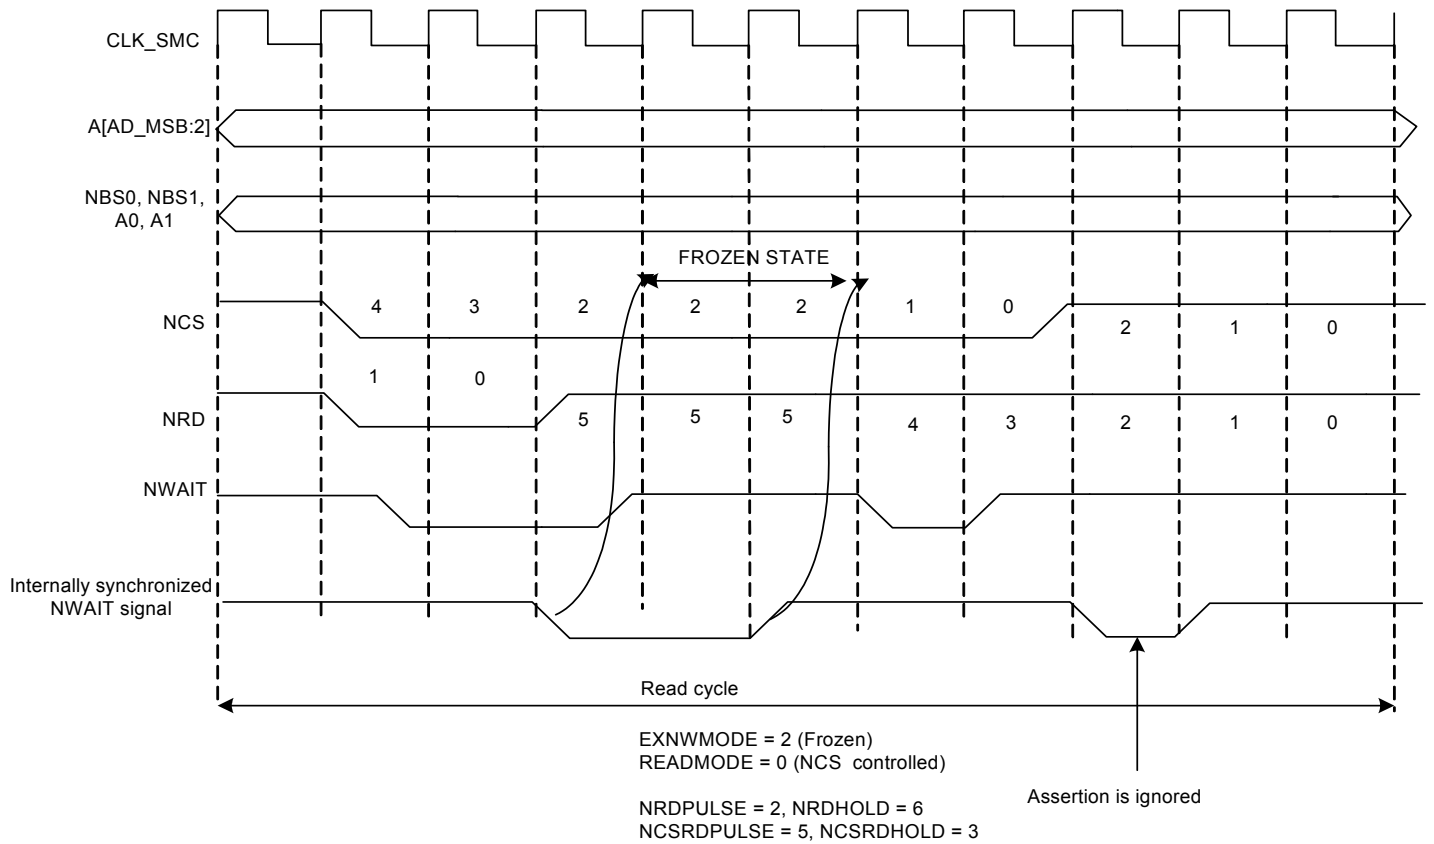 CLK_SMC
A[AD_MSB:2]
NBS0, NBS1,
A0, A1
FROZEN STATE
NCS
4 3 2 2 2 1 0
2 1 0
1 0
NRD
5 5 5 4 3 2 1 0
NWAIT
Internally synchronized
NWAIT signal
Read cycle
EXNWMODE = 2 (Frozen)
READMODE = 0 (NCS controlled)
Assertion is ignored
NRDPULSE = 2, NRDHOLD = 6
NCSRDPULSE = 5, NCSRDHOLD = 3